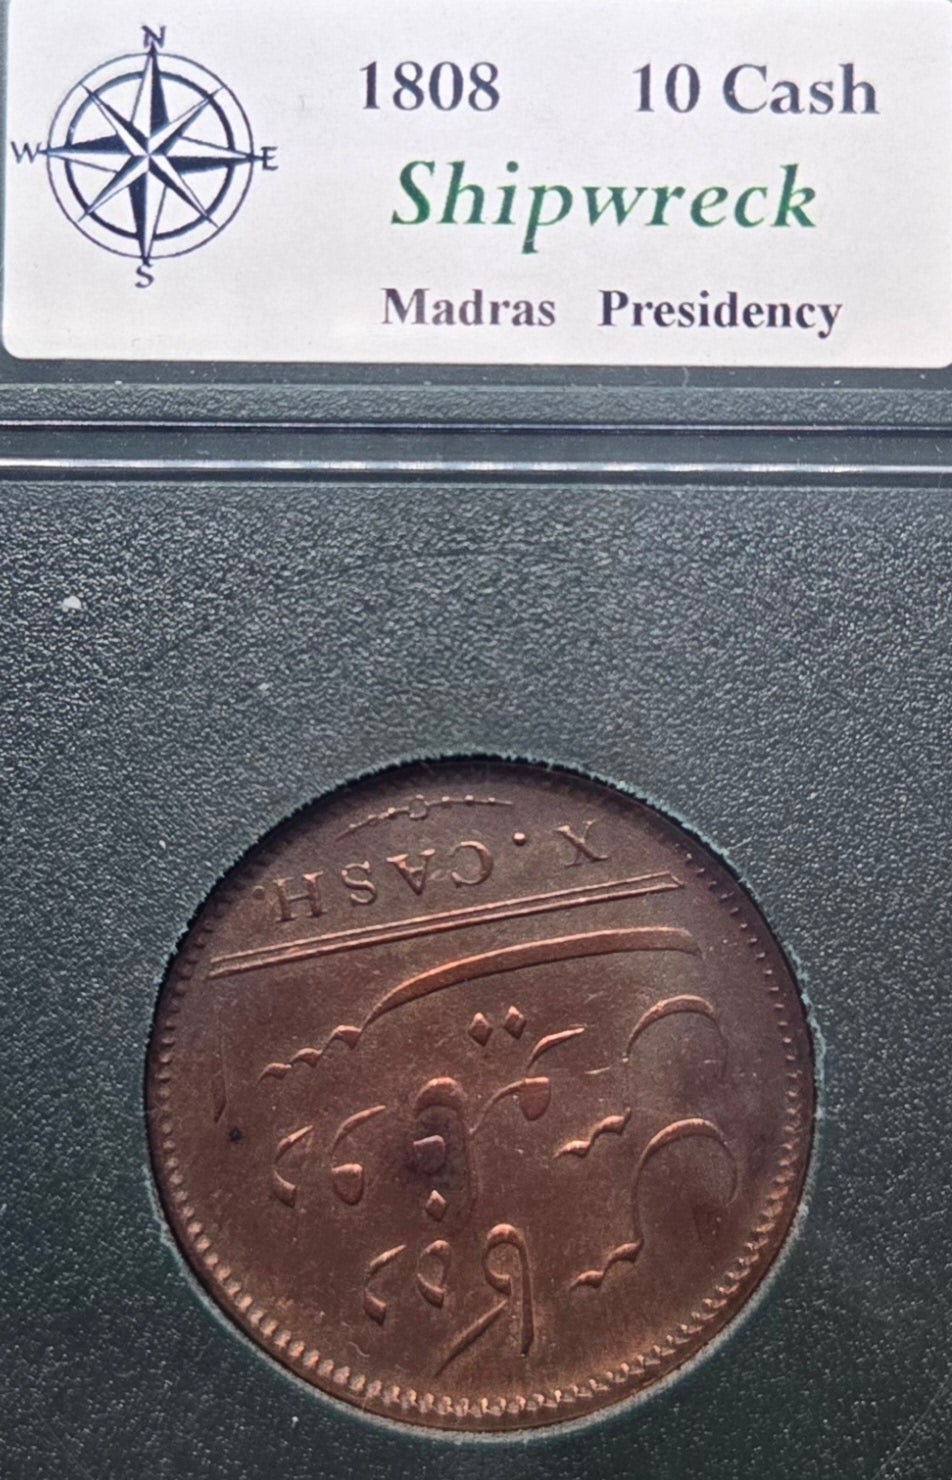 N
W E
S
1808 10 Cash
Shipwreck
Madras Presidency
X. CASH.